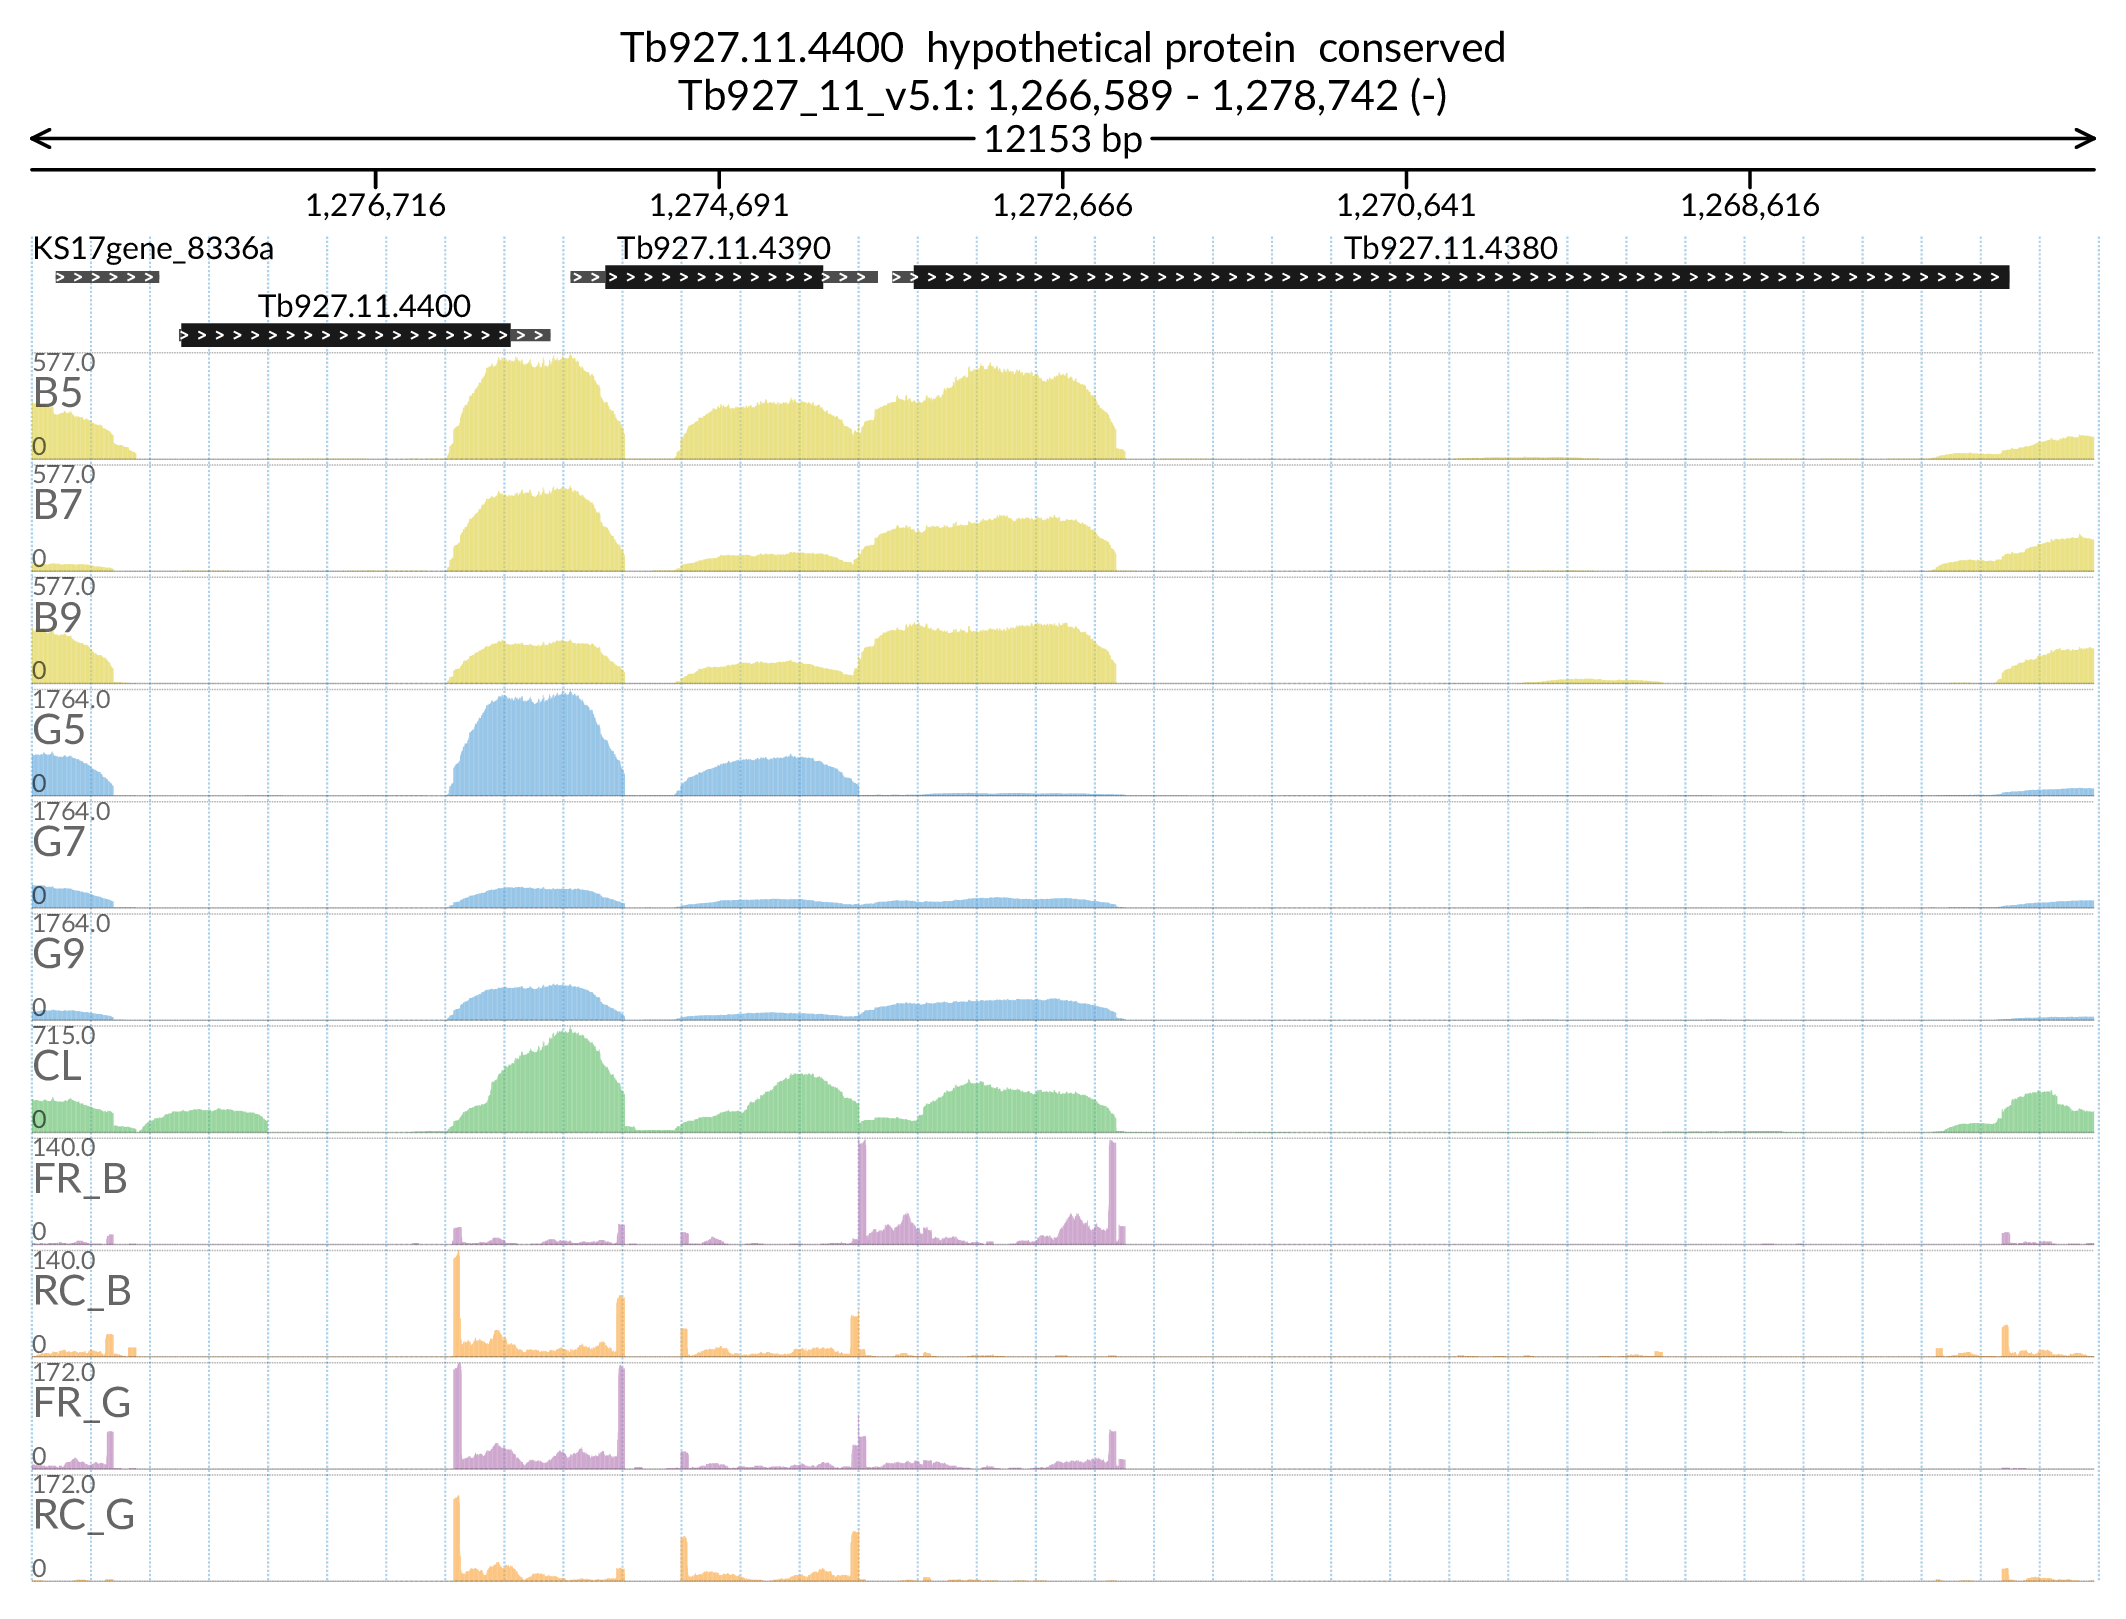 Tb927.11.4400 hypothetical protein conserved
Tb927_11_v5.1: 1,266,589 - 1,278,742 (-)
12153 bp
1,276,716 1,274,691 1,272,666 1,270,641 1,268,616
KS17gene_8336a Tb927.11.4390 Tb927.11.4380
Tb927.11.4400
577.0
B5
0
577.0
B7
0
577.0
B9
0
1764.0
G5
0
1764.0
G7
0
1764.0
G9
0
715.0
CL
0
140.0
FR_B
0
140.0
RC_B
0
172.0
FR_G
0
172.0
RC_G
0